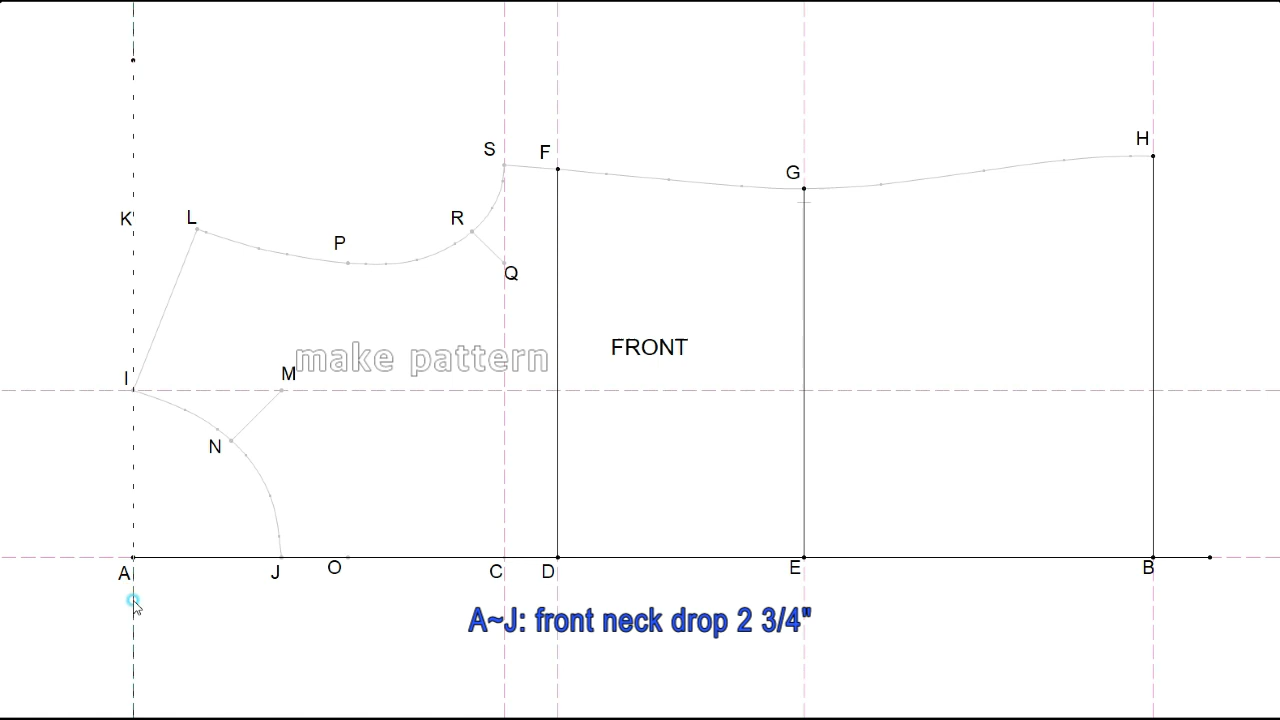 H
S
F
G
K'
L
R
P
Q
FRONT
make pattern
I
M
N
A
J
O
C
D
E
B
A~J: front neck drop 2 3/4"